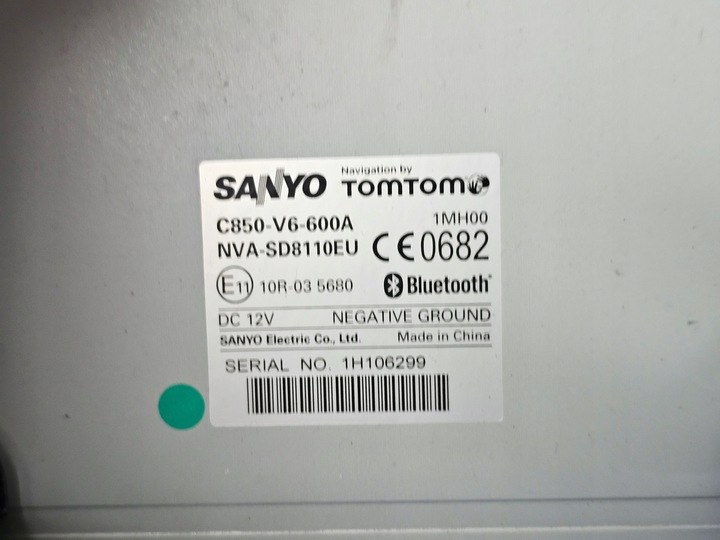 SANYO Navigation by TOMTOM
C850-V6-600A 1MH00
NVA-SD8110EU CE0682
E11 10R-03 5680 Bluetooth®
DC 12V NEGATIVE GROUND
SANYO Electric Co., Ltd. Made in China
SERIAL NO. 1H106299